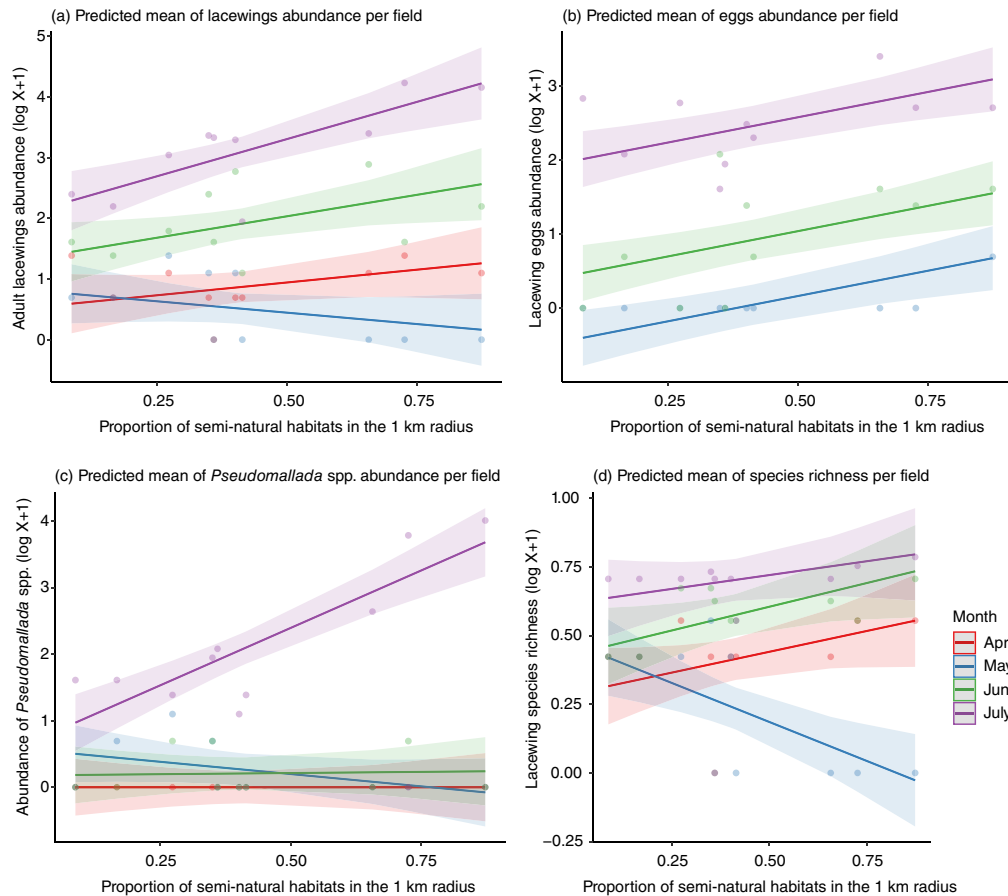 (a) Predicted mean of lacewings abundance per field
Adult lacewings abundance (log X+1)
5
4
3
2
1
0
0.25 0.50 0.75
Proportion of semi-natural habitats in the 1 km radius
(b) Predicted mean of eggs abundance per field
Lacewing eggs abundance (log X+1)
3
2
1
0
−1
0.25 0.50 0.75
Proportion of semi-natural habitats in the 1 km radius
(c) Predicted mean of Pseudomallada spp. abundance per field
Abundance of Pseudomallada spp. (log X+1)
4
3
2
1
0
0.25 0.50 0.75
Proportion of semi-natural habitats in the 1 km radius
(d) Predicted mean of species richness per field
Lacewing species richness (log X+1)
1.00
0.75
0.50
0.25
0.00
−0.25
0.25 0.50 0.75
Proportion of semi-natural habitats in the 1 km radius
Month
Apr
May
Jun
July